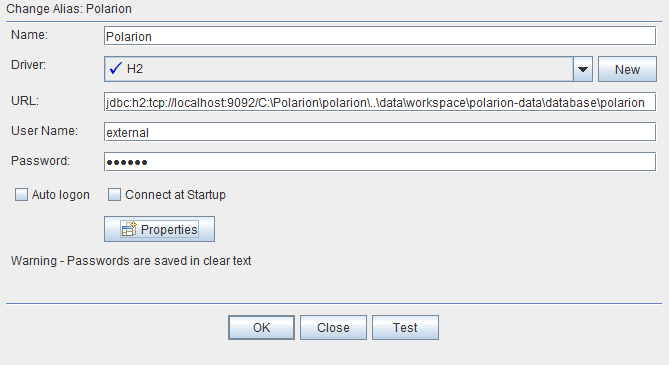 Change Alias: Polarion
Name: Polarion
Driver: H2 New
URL: jdbc:h2:tcp://localhost:9092/C:\Polarion\polarion\..\data\workspace\polarion-data\database\polarion
User Name: external
Password: ●●●●●●
Auto logon Connect at Startup
Properties
Warning - Passwords are saved in clear text
OK Close Test